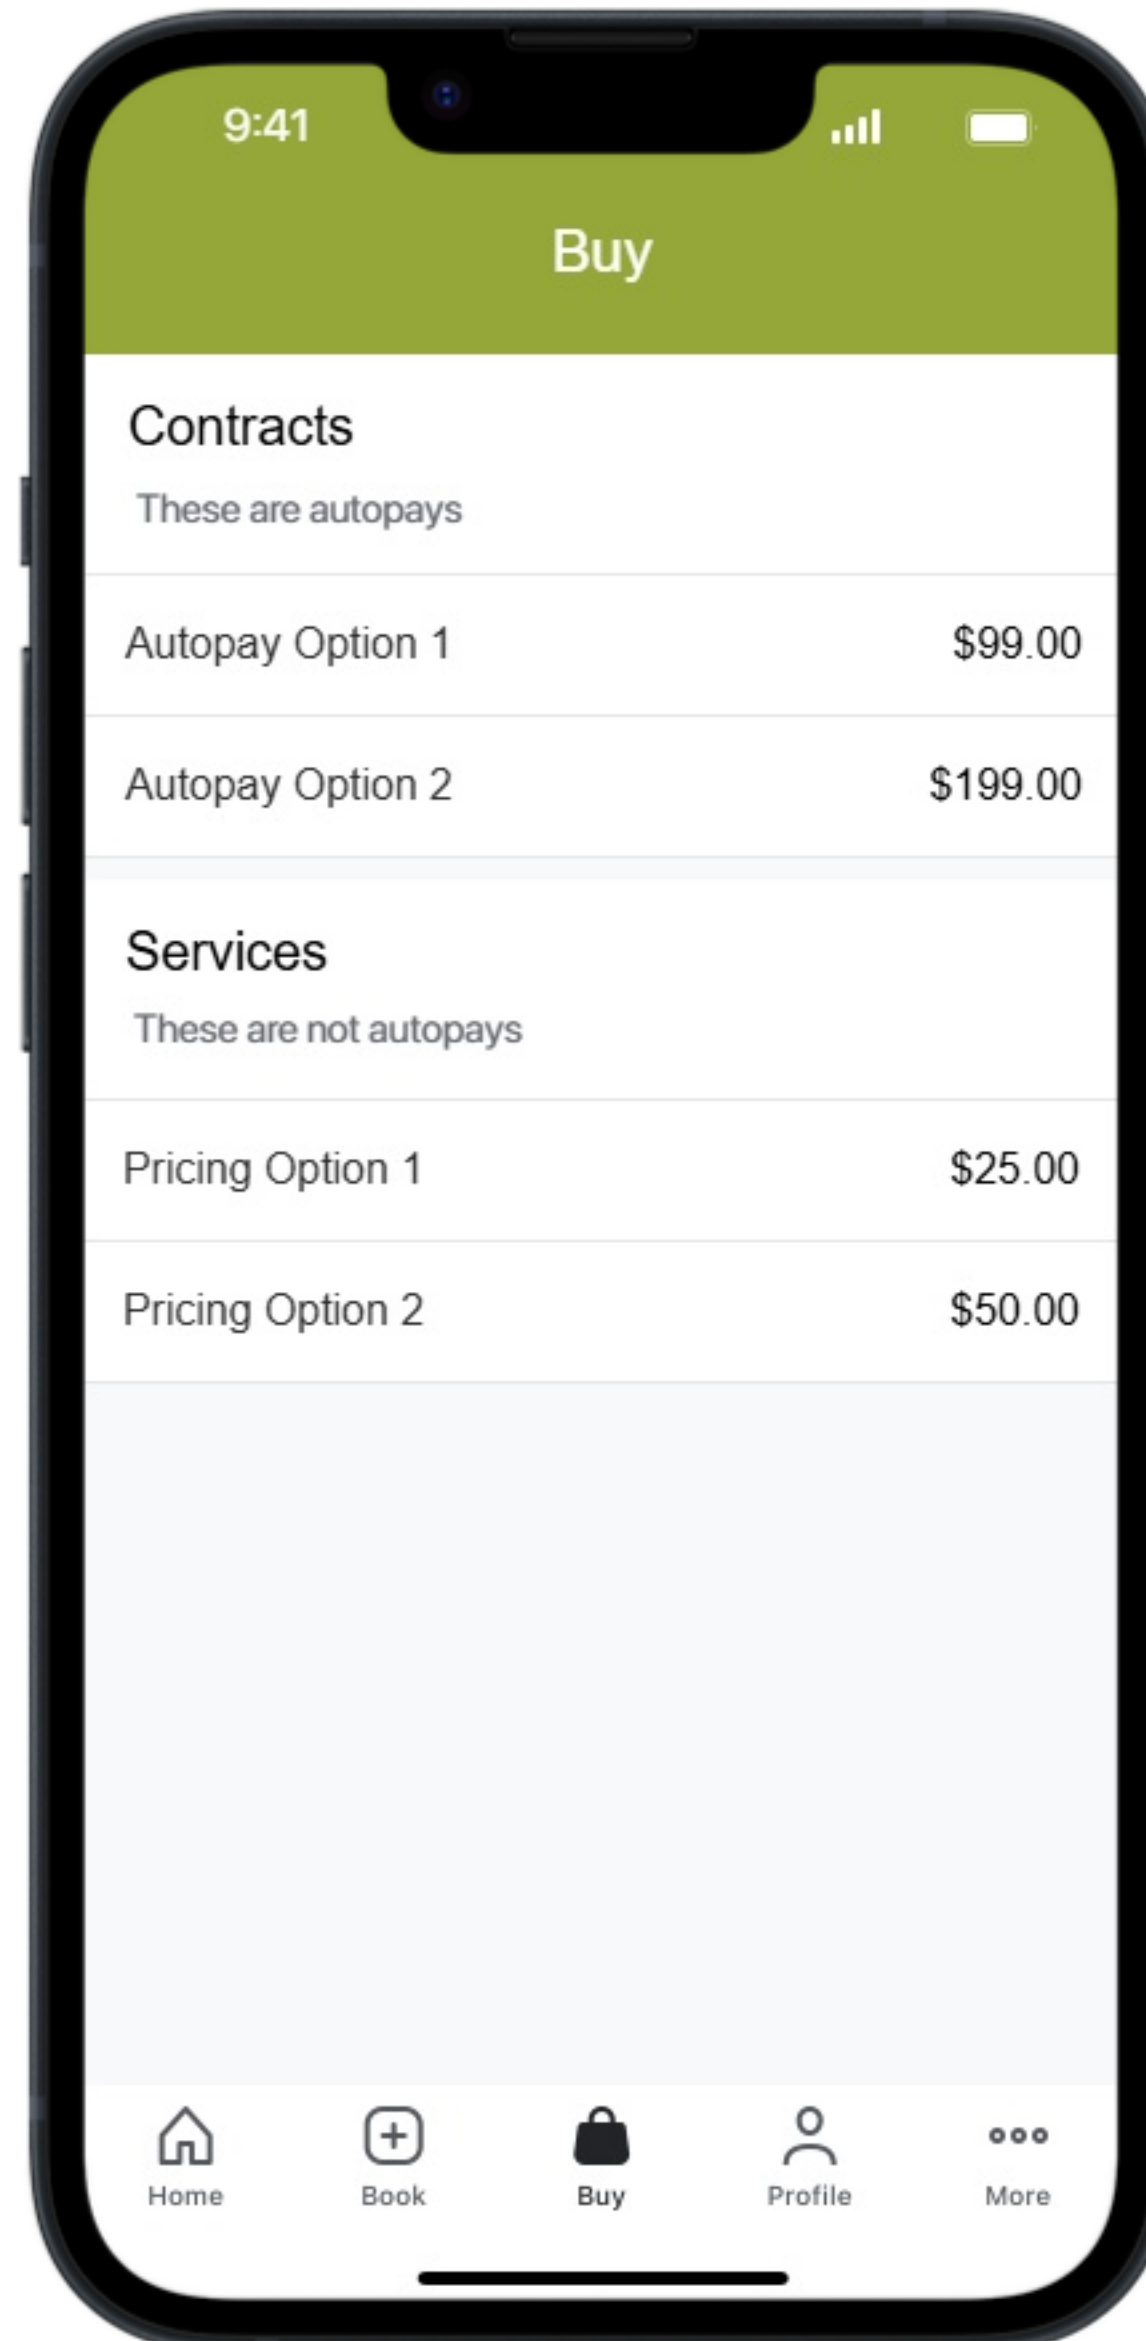 9:41
Buy
Contracts
These are autopays
Autopay Option 1 $99.00
Autopay Option 2 $199.00
Services
These are not autopays
Pricing Option 1 $25.00
Pricing Option 2 $50.00
Home Book Buy Profile More